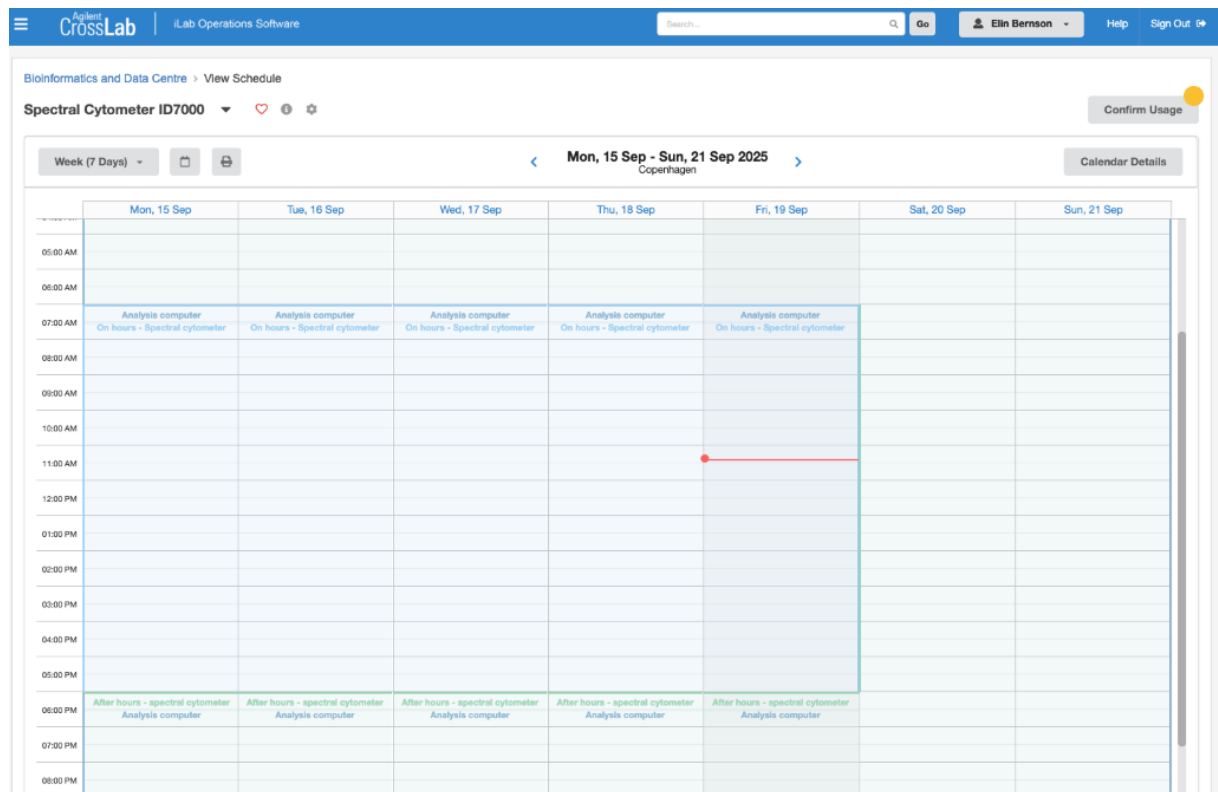 Agilent
CrossLab
iLab Operations Software
Search...
Go
Elin Bernson
Help
Sign Out
Bioinformatics and Data Centre › View Schedule
Spectral Cytometer ID7000
Confirm Usage
Week (7 Days)
Mon, 15 Sep - Sun, 21 Sep 2025
Copenhagen
Calendar Details
Mon, 15 Sep Tue, 16 Sep Wed, 17 Sep Thu, 18 Sep Fri, 19 Sep Sat, 20 Sep Sun, 21 Sep
05:00 AM
06:00 AM
Analysis computer Analysis computer Analysis computer Analysis computer Analysis computer
07:00 AM On hours - Spectral cytometer On hours - Spectral cytometer On hours - Spectral cytometer On hours - Spectral cytometer On hours - Spectral cytometer
08:00 AM
09:00 AM
10:00 AM
11:00 AM
12:00 PM
01:00 PM
02:00 PM
03:00 PM
04:00 PM
05:00 PM
After hours - spectral cytometer After hours - spectral cytometer After hours - spectral cytometer After hours - spectral cytometer After hours - spectral cytometer
06:00 PM Analysis computer Analysis computer Analysis computer Analysis computer Analysis computer
07:00 PM
08:00 PM